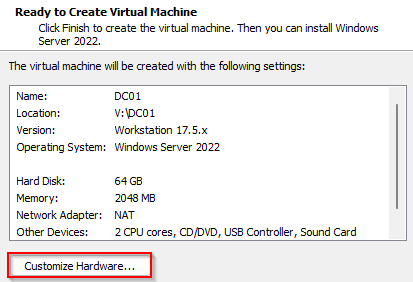 Ready to Create Virtual Machine
Click Finish to create the virtual machine. Then you can install Windows
Server 2022.
The virtual machine will be created with the following settings:
Name: DC01
Location: V:\DC01
Version: Workstation 17.5.x
Operating System: Windows Server 2022
Hard Disk: 64 GB
Memory: 2048 MB
Network Adapter: NAT
Other Devices: 2 CPU cores, CD/DVD, USB Controller, Sound Card
Customize Hardware...